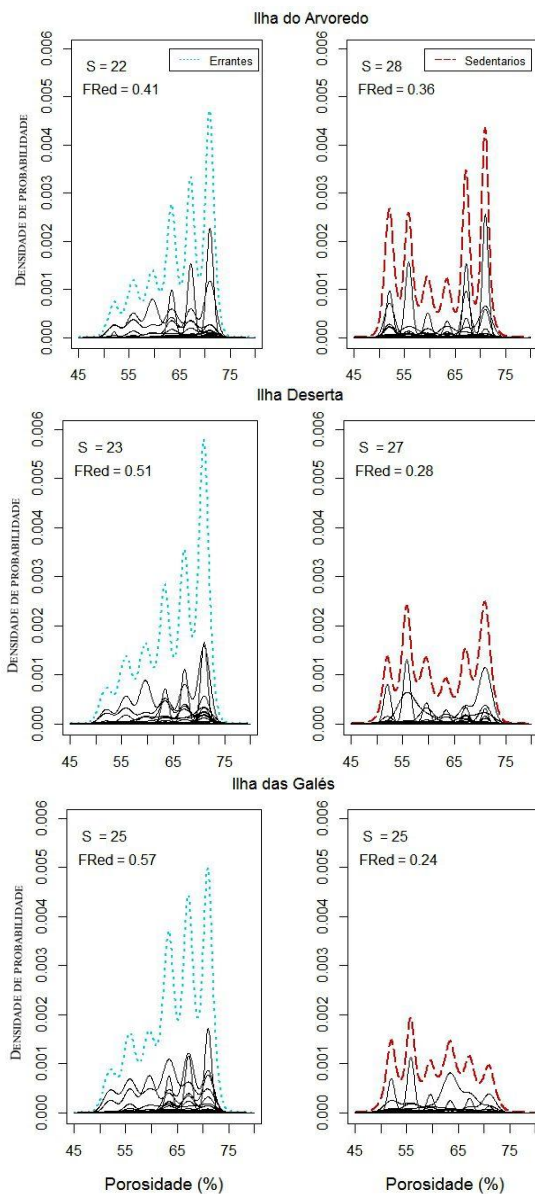 Ilha do Arvoredo
DENSIDADE DE PROBABILIDADE
0.000 0.001 0.002 0.003 0.004 0.005 0.006
S = 22
FRed = 0.41
Errantes
45 55 65 75
0.000 0.001 0.002 0.003 0.004 0.005 0.006
S = 28
FRed = 0.36
Sedentarios
45 55 65 75
Ilha Deserta
DENSIDADE DE PROBABILIDADE
0.000 0.001 0.002 0.003 0.004 0.005 0.006
S = 23
FRed = 0.51
45 55 65 75
0.000 0.001 0.002 0.003 0.004 0.005 0.006
S = 27
FRed = 0.28
45 55 65 75
Ilha das Galés
DENSIDADE DE PROBABILIDADE
0.000 0.001 0.002 0.003 0.004 0.005 0.006
S = 25
FRed = 0.57
45 55 65 75
Porosidade (%)
0.000 0.001 0.002 0.003 0.004 0.005 0.006
S = 25
FRed = 0.24
45 55 65 75
Porosidade (%)